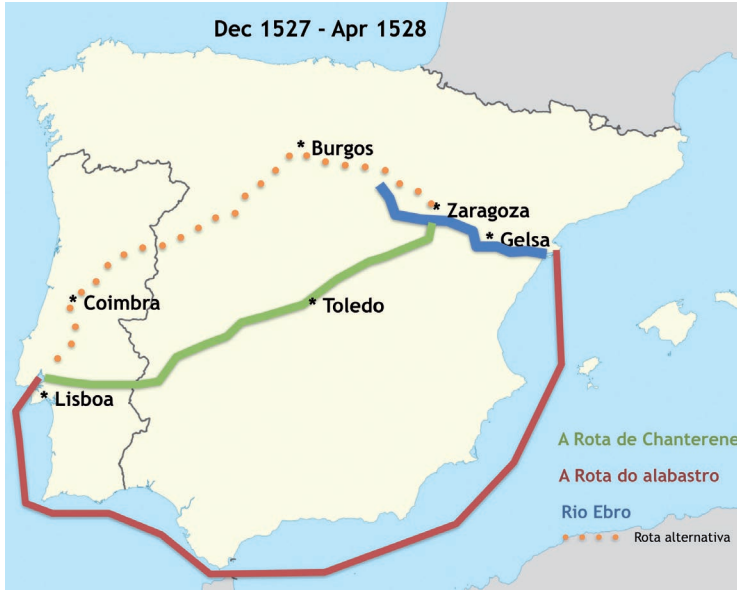 Dec 1527 - Apr 1528
* Burgos
* Zaragoza
* Gelsa
* Coimbra
* Toledo
* Lisboa
A Rota de Chanterene
A Rota do alabastro
Rio Ebro
Rota alternativa